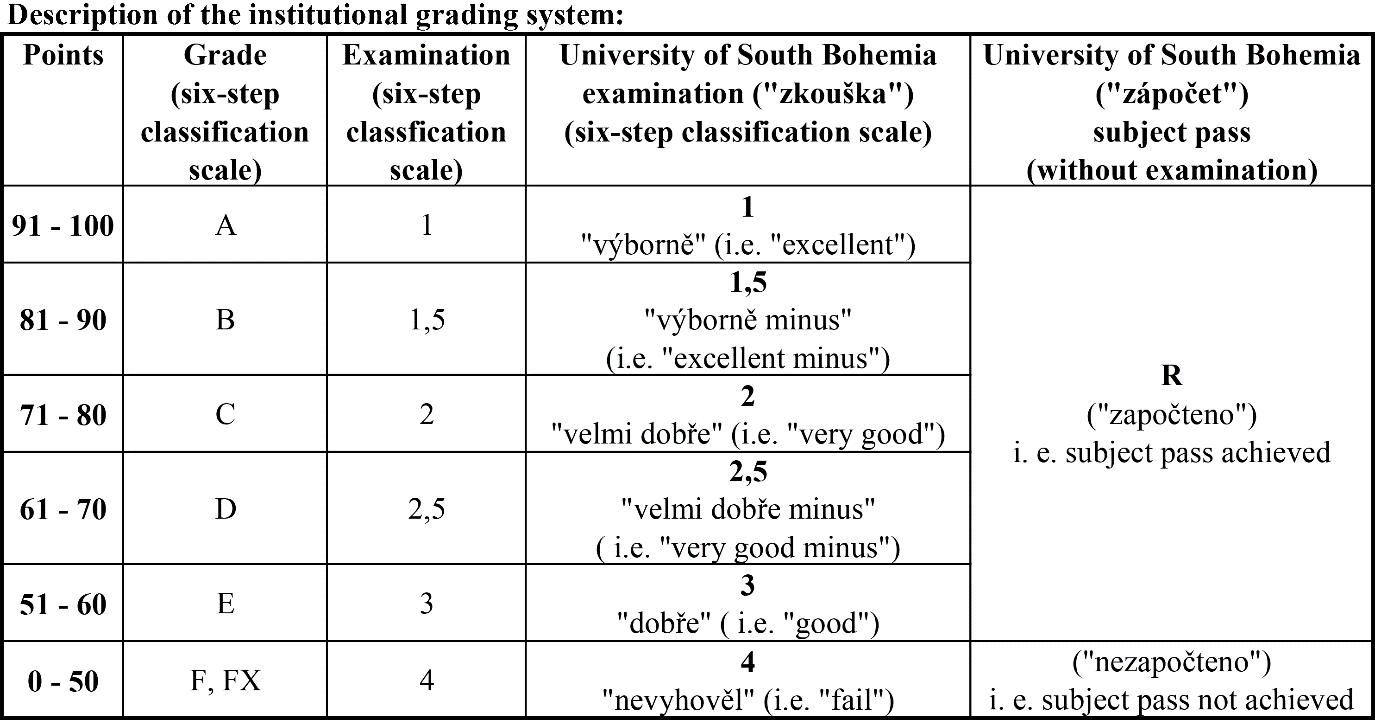 Description of the institutional grading system:
Points
Grade
(six-step
classification
scale)
Examination
(six-step
classfication
scale)
University of South Bohemia
examination ("zkouška")
(six-step classification scale)
University of South Bohemia
("zápočet")
subject pass
(without examination)
91 - 100
A
1
1
"výborně" (i.e. "excellent")
81 - 90
B
1,5
1,5
"výborně minus"
(i.e. "excellent minus")
71 - 80
C
2
2
"velmi dobře" (i.e. "very good")
61 - 70
D
2,5
2,5
"velmi dobře minus"
( i.e. "very good minus")
51 - 60
E
3
3
"dobře" ( i.e. "good")
R
("započteno")
i. e. subject pass achieved
0 - 50
F, FX
4
4
"nevyhověl" (i.e. "fail")
("nezapočteno")
i. e. subject pass not achieved